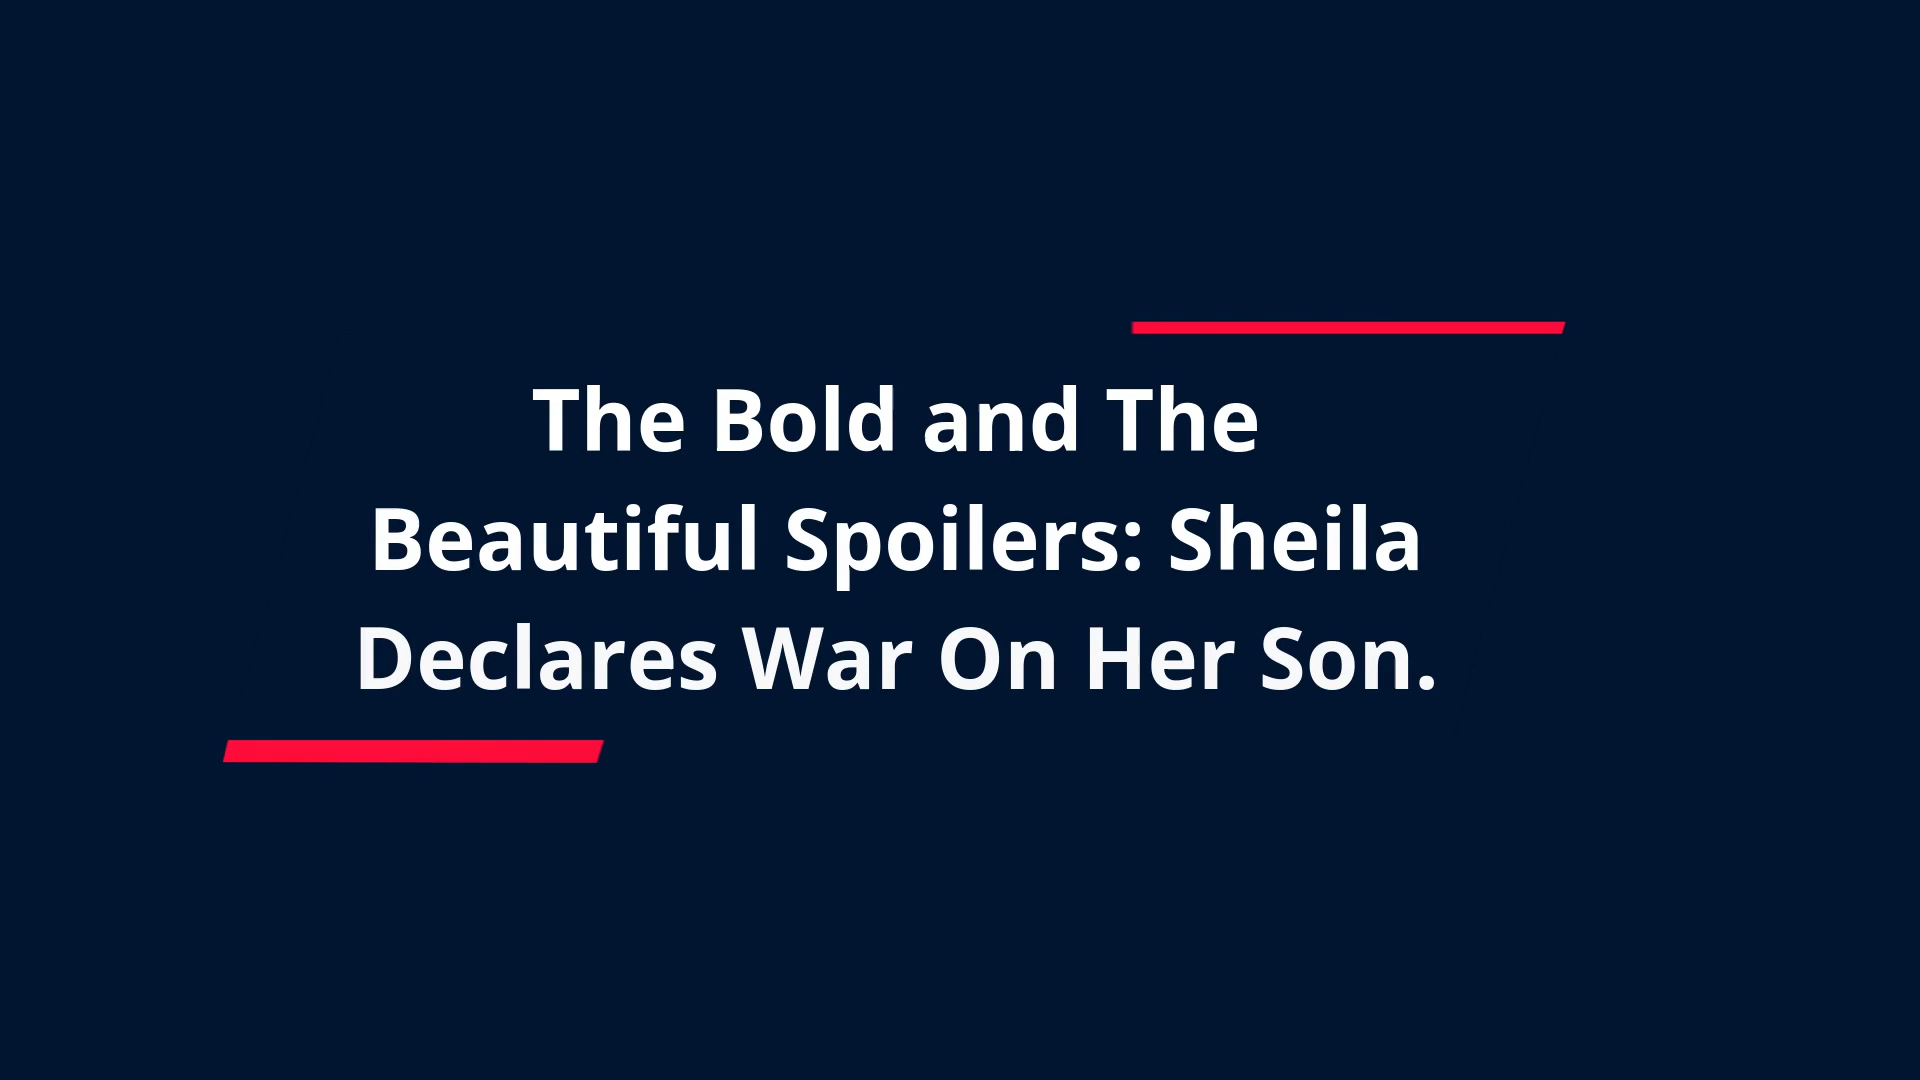 The Bold and The
Beautiful Spoilers: Sheila
Declares War On Her Son.